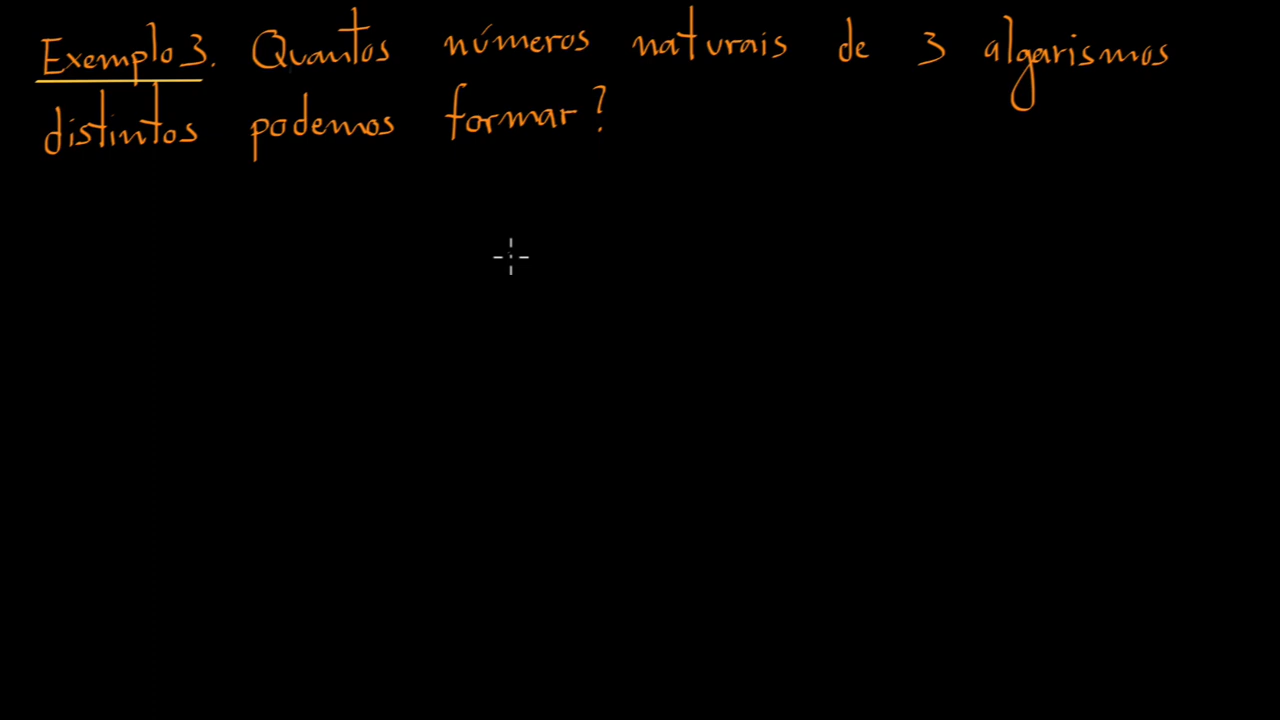 Exemplo 3. Quantos números naturais de 3 algarismos
distintos podemos formar?